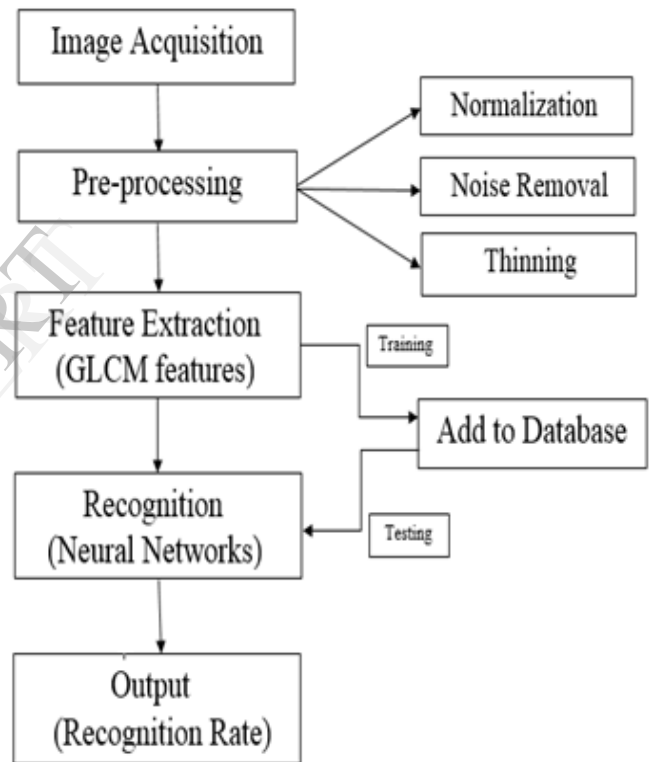 Image Acquisition
Normalization
Pre-processing
Noise Removal
Thinning
Feature Extraction
(GLCM features)
Training
Add to Database
Recognition
(Neural Networks)
Testing
Output
(Recognition Rate)